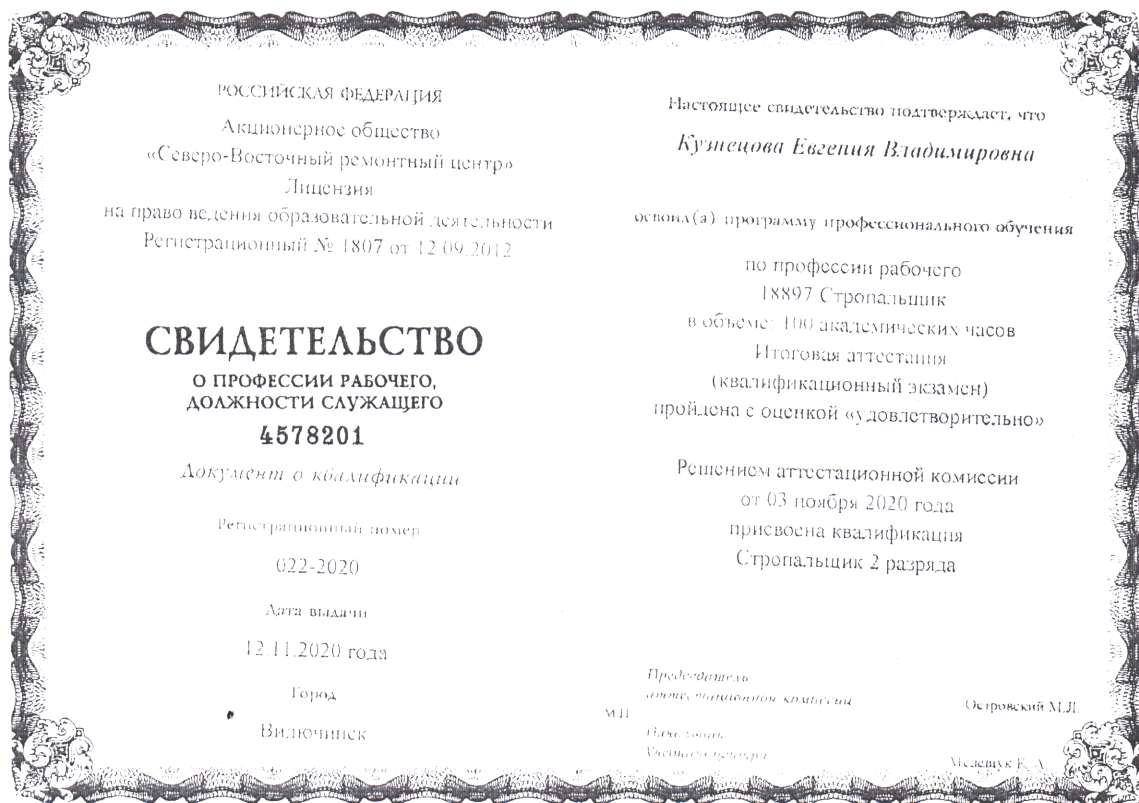 РОССИЙСКАЯ ФЕДЕРАЦИЯ
Акционерное общество
«Северо-Восточный ремонтный центр»
Лицензия
на право ведения образовательной деятельности
Регистрационный № 1807 от 12.09.2012
СВИДЕТЕЛЬСТВО
О ПРОФЕССИИ РАБОЧЕГО,
ДОЛЖНОСТИ СЛУЖАЩЕГО
4578201
Документ о квалификации
Регистрационный номер
022-2020
Дата выдачи
12.11.2020 года
Город
Вилючинск
Настоящее свидетельство подтверждает, что
Кузнецова Евгения Владимировна
освоил(а) программу профессионального обучения
по профессии рабочего
18897 Стропальщик
в объеме: 100 академических часов
Итоговая аттестация
(квалификационный экзамен)
пройдена с оценкой «удовлетворительно»
Решением аттестационной комиссии
от 03 ноября 2020 года
присвоена квалификация
Стропальщик 2 разряда
Председатель
аттестационной комиссии
Островский М.Л.
М.П.
Начальник
Учебного центра